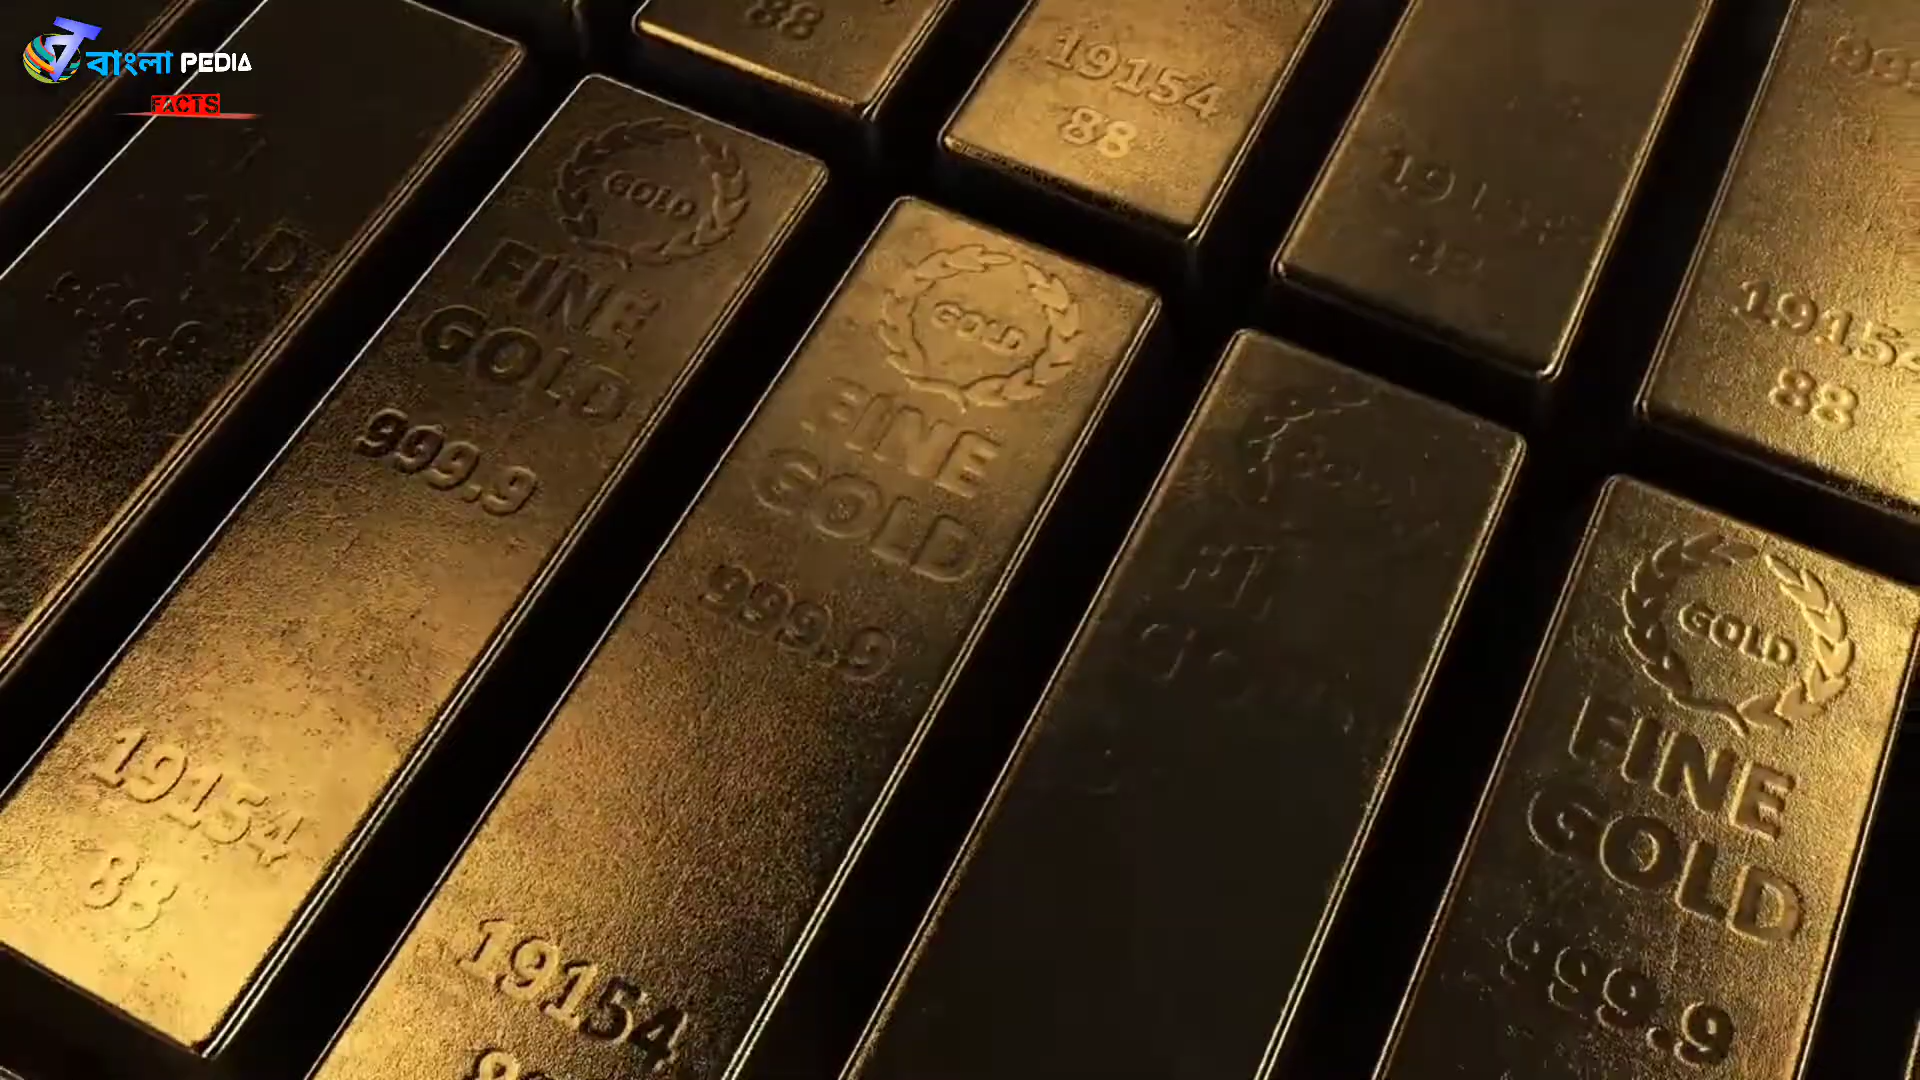 বাংলা PEDIA
FACTS
88
19154
88
19154
88
GOLD
FINE
GOLD
999.9
19154
88
GOLD
FINE
GOLD
999.9
19154
GOLD
FINE
GOLD
999.9